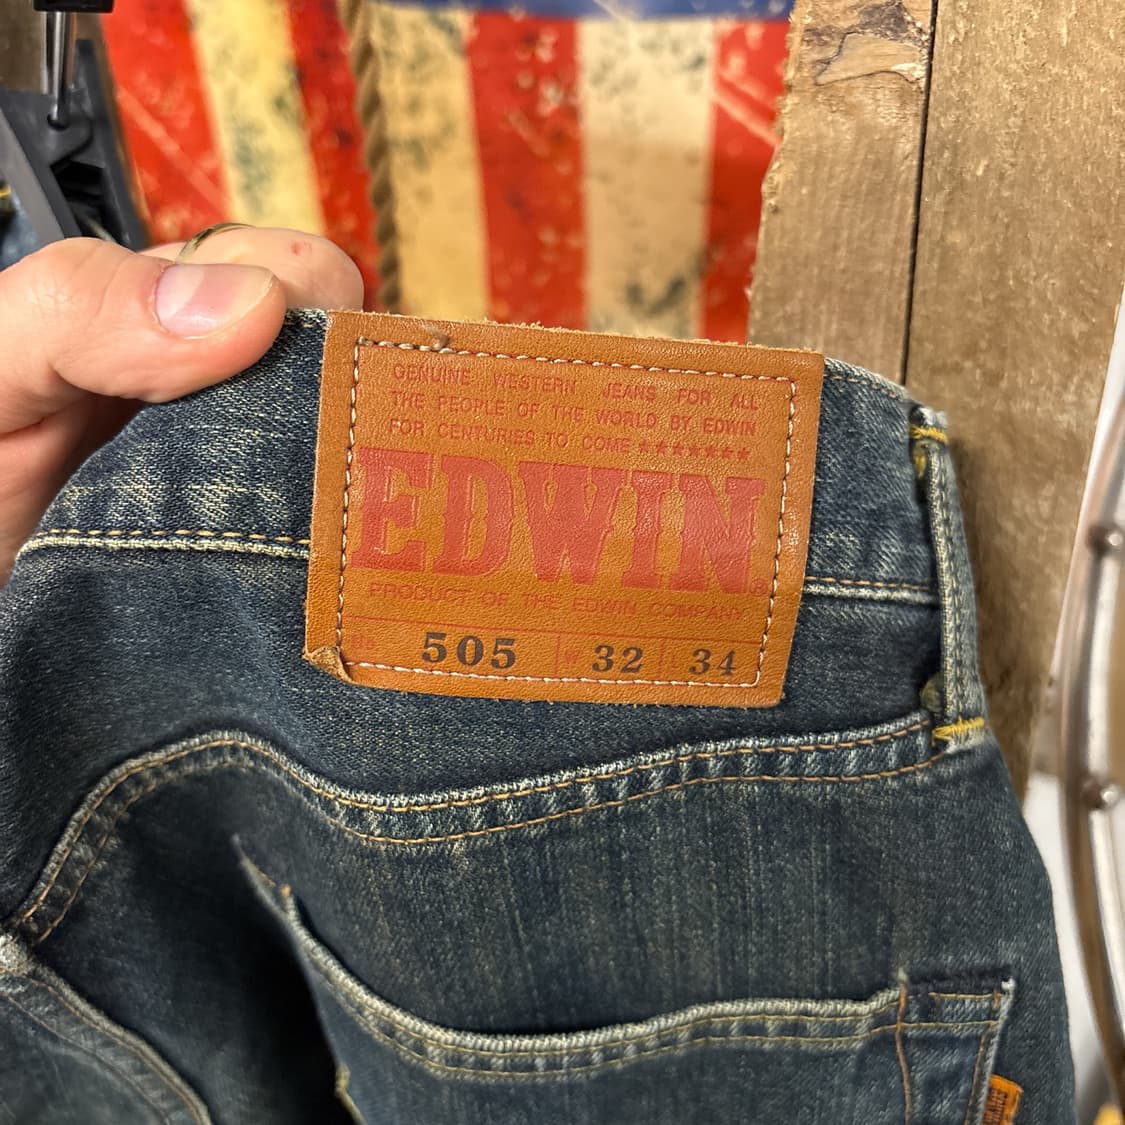 GENUINE WESTERN JEANS FOR ALL
THE PEOPLE OF THE WORLD BY EDWIN
FOR CENTURIES TO COME ★★★★★★★
EDWIN®
PRODUCT OF THE EDWIN COMPANY
505 W 32 L 34